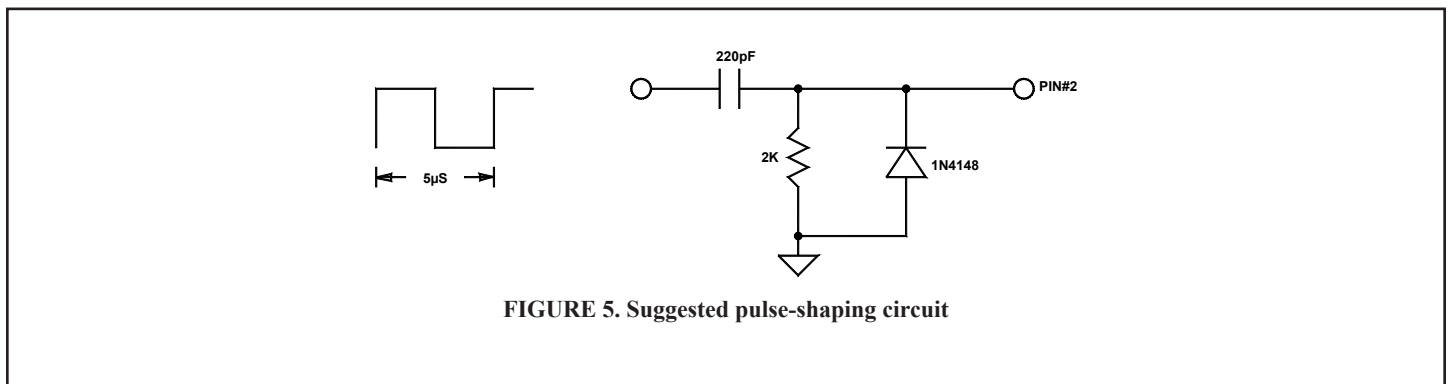 220pF
PIN#2
2K
1N4148
5µS
FIGURE 5. Suggested pulse-shaping circuit